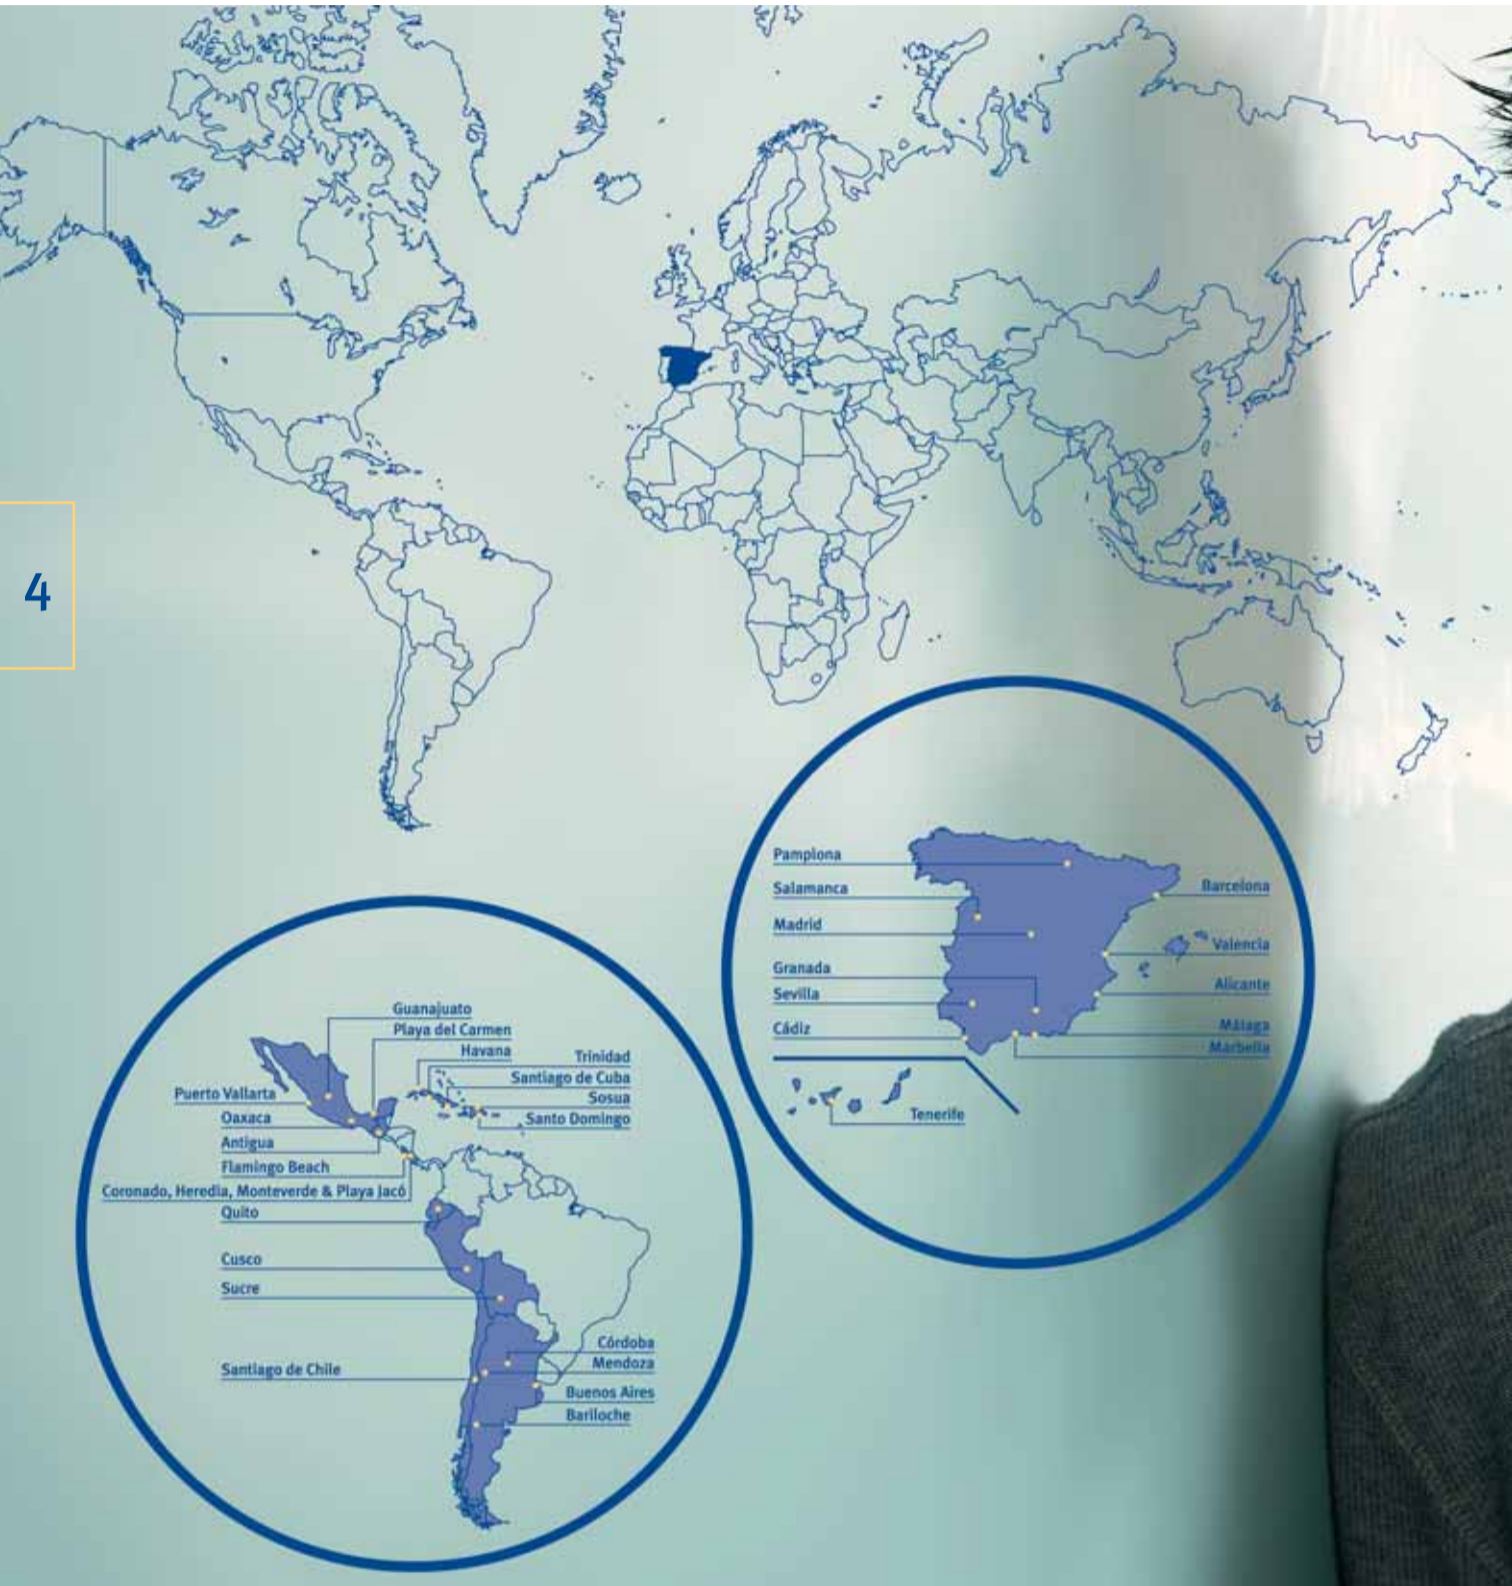 4
Pamplona
Salamanca
Madrid
Granada
Sevilla
Cádiz
Barcelona
Valencia
Alicante
Málaga
Marbella
Tenerife
Guanajuato
Playa del Carmen
Havana
Trinidad
Santiago de Cuba
Sosua
Santo Domingo
Puerto Vallarta
Oaxaca
Antigua
Flamingo Beach
Coronado, Heredia, Monteverde & Playa Jacó
Quito
Cusco
Sucre
Santiago de Chile
Córdoba
Mendoza
Buenos Aires
Bariloche